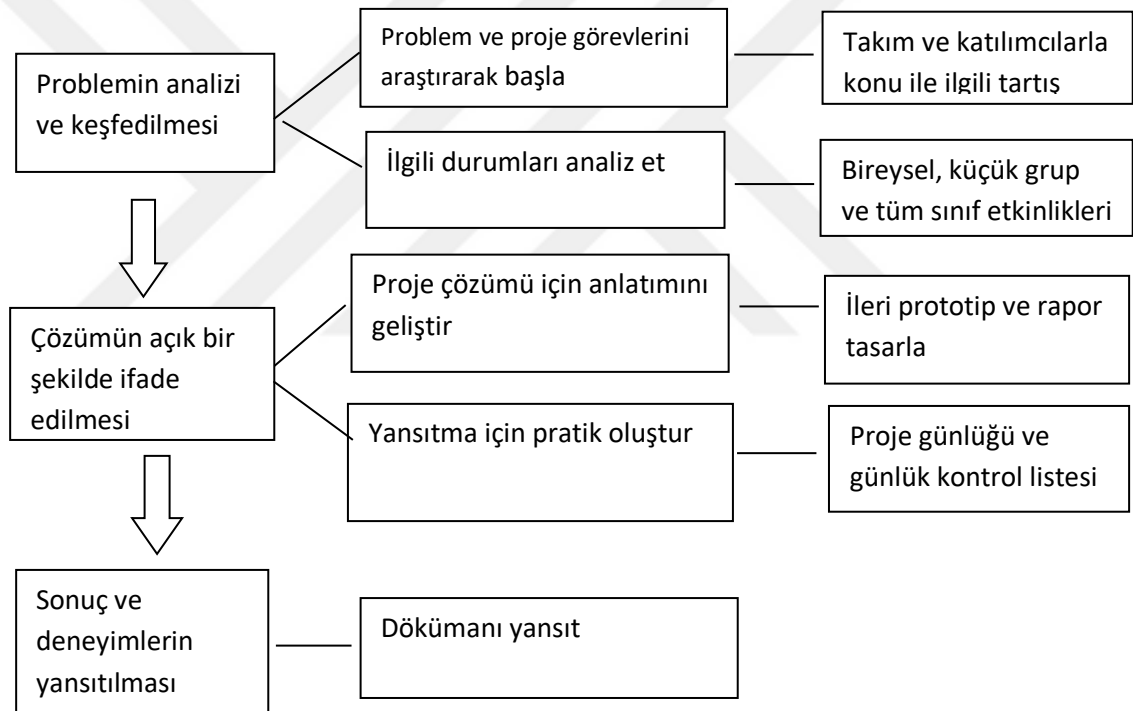 Problemin analizi
ve keşfedilmesi
Problem ve proje görevlerini
araştırarak başla
Takım ve katılımcılarla
konu ile ilgili tartış
İlgili durumları analiz et
Bireysel, küçük grup
ve tüm sınıf etkinlikleri
Çözümün açık bir
şekilde ifade
edilmesi
Proje çözümü için anlatımını
geliştir
İleri prototip ve rapor
tasarla
Yansıtma için pratik oluştur
Proje günlüğü ve
günlük kontrol listesi
Sonuç ve
deneyimlerin
yansıtılması
Dökümanı yansıt